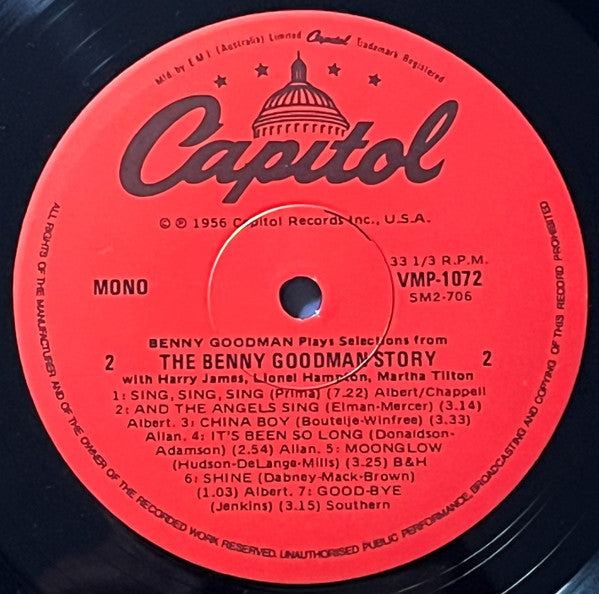 Mfd by E.M.I. (Australia) Limited Capitol Trademark Registered
Capitol
© ℗ 1956 Capitol Records Inc., U.S.A.
33 1/3 R.P.M.
MONO VMP-1072
SM2-706
BENNY GOODMAN Plays Selections from
2 THE BENNY GOODMAN STORY 2
with Harry James, Lionel Hampton, Martha Tilton
1: SING, SING, SING (Prima) (7.22) Albert/Chappell
2: AND THE ANGELS SING (Elman-Mercer) (3.14)
Albert. 3: CHINA BOY (Boutelje-Winfree) (3.33)
Allan. 4: IT'S BEEN SO LONG (Donaldson-
Adamson) (2.54) Allan. 5: MOONGLOW
(Hudson-DeLange-Mills) (3.25) B&H
6: SHINE (Dabney-Mack-Brown)
(1.03) Albert. 7: GOOD-BYE
(Jenkins) (3.15) Southern
ALL RIGHTS OF THE MANUFACTURER AND OF THE OWNER OF THE RECORDED WORK RESERVED. UNAUTHORISED PUBLIC PERFORMANCE, BROADCASTING AND COPYING OF THIS RECORD PROHIBITED